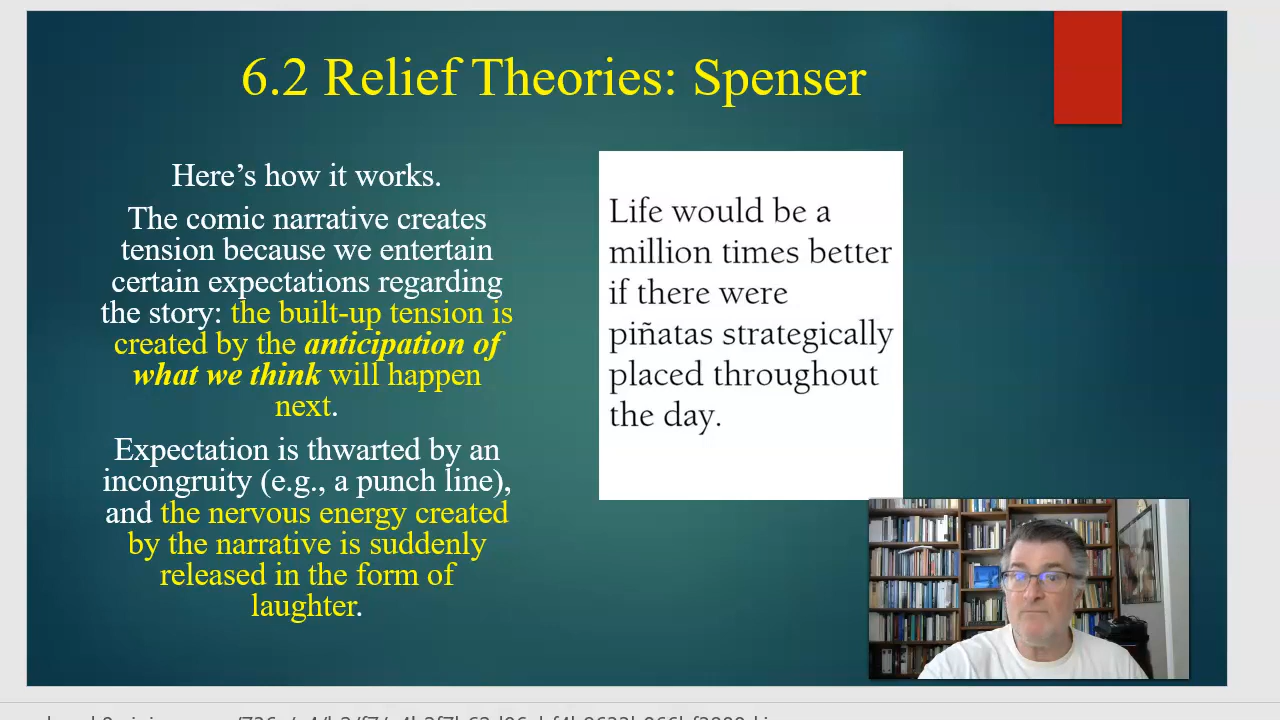 6.2 Relief Theories: Spenser
Here’s how it works.
The comic narrative creates
tension because we entertain
certain expectations regarding
the story: the built-up tension is
created by the anticipation of
what we think will happen
next.
Expectation is thwarted by an
incongruity (e.g., a punch line),
and the nervous energy created
by the narrative is suddenly
released in the form of
laughter.
Life would be a
million times better
if there were
piñatas strategically
placed throughout
the day.